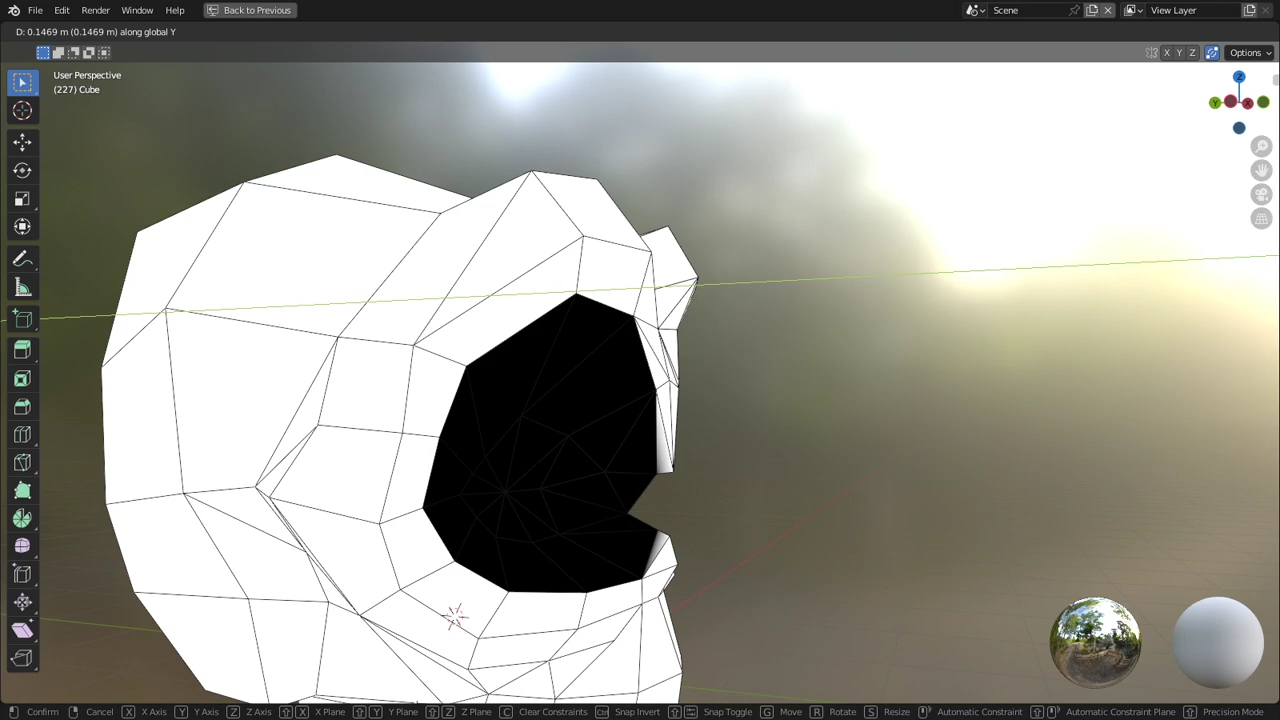 File Edit Render Window Back to Previous Scene View Layer
D: 0.1469 m (0.1469 m) along global Y
X Y Z Options
User Perspective
(227) Cube
Z
Y X
Confirm Cancel X X Axis Y Y Axis Z Z Axis X X Plane Y Y Plane Z Z Plane C Clear Constraints Ctrl Snap Invert Snap Toggle G Move R Rotate S Resize Automatic Constraint Automatic Constraint Plane Precision Mode